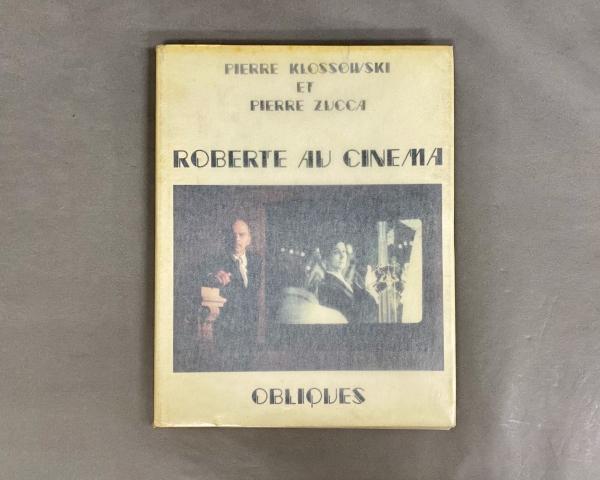 PIERRE KLOSSOWSKI
ET
PIERRE ZUCCA
ROBERTE AU CINEMA
OBLIQUES